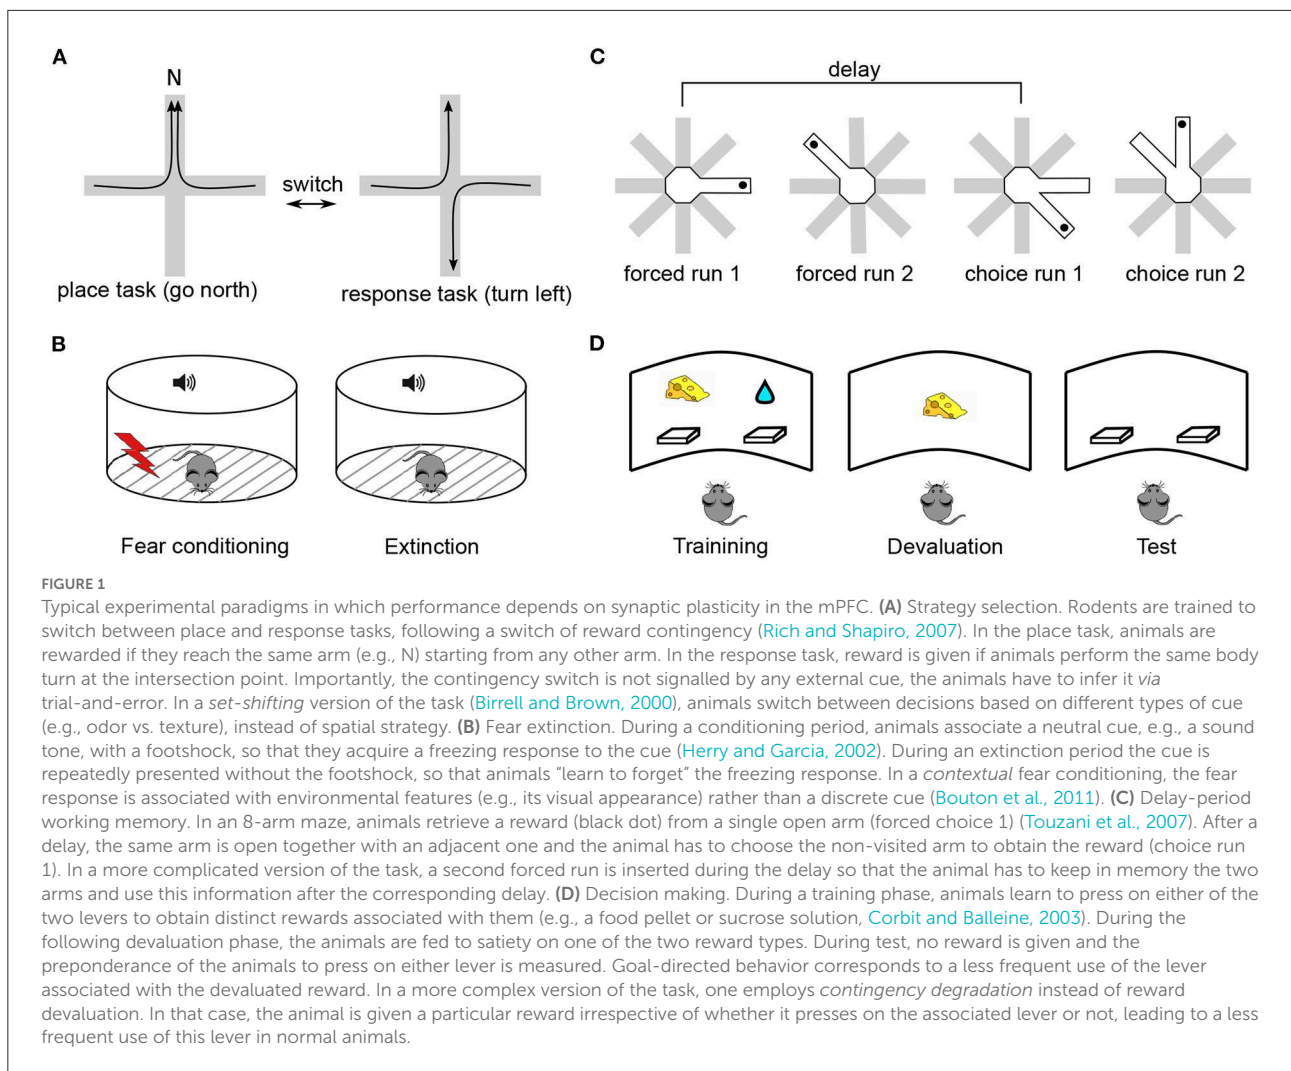 A
N
switch
place task (go north)
response task (turn left)
C
delay
forced run 1
forced run 2
choice run 1
choice run 2
B
Fear conditioning
Extinction
D
Trainining
Devaluation
Test
FIGURE 1
Typical experimental paradigms in which performance depends on synaptic plasticity in the mPFC. (A) Strategy selection. Rodents are trained to
switch between place and response tasks, following a switch of reward contingency (Rich and Shapiro, 2007). In the place task, animals are
rewarded if they reach the same arm (e.g., N) starting from any other arm. In the response task, reward is given if animals perform the same body
turn at the intersection point. Importantly, the contingency switch is not signalled by any external cue, the animals have to infer it via
trial-and-error. In a set-shifting version of the task (Birrell and Brown, 2000), animals switch between decisions based on different types of cue
(e.g., odor vs. texture), instead of spatial strategy. (B) Fear extinction. During a conditioning period, animals associate a neutral cue, e.g., a sound
tone, with a footshock, so that they acquire a freezing response to the cue (Herry and Garcia, 2002). During an extinction period the cue is
repeatedly presented without the footshock, so that animals “learn to forget” the freezing response. In a contextual fear conditioning, the fear
response is associated with environmental features (e.g., its visual appearance) rather than a discrete cue (Bouton et al., 2011). (C) Delay-period
working memory. In an 8-arm maze, animals retrieve a reward (black dot) from a single open arm (forced choice 1) (Touzani et al., 2007). After a
delay, the same arm is open together with an adjacent one and the animal has to choose the non-visited arm to obtain the reward (choice run
1). In a more complicated version of the task, a second forced run is inserted during the delay so that the animal has to keep in memory the two
arms and use this information after the corresponding delay. (D) Decision making. During a training phase, animals learn to press on either of the
two levers to obtain distinct rewards associated with them (e.g., a food pellet or sucrose solution, Corbit and Balleine, 2003). During the
following devaluation phase, the animals are fed to satiety on one of the two reward types. During test, no reward is given and the
preponderance of the animals to press on either lever is measured. Goal-directed behavior corresponds to a less frequent use of the lever
associated with the devaluated reward. In a more complex version of the task, one employs contingency degradation instead of reward
devaluation. In that case, the animal is given a particular reward irrespective of whether it presses on the associated lever or not, leading to a less
frequent use of this lever in normal animals.